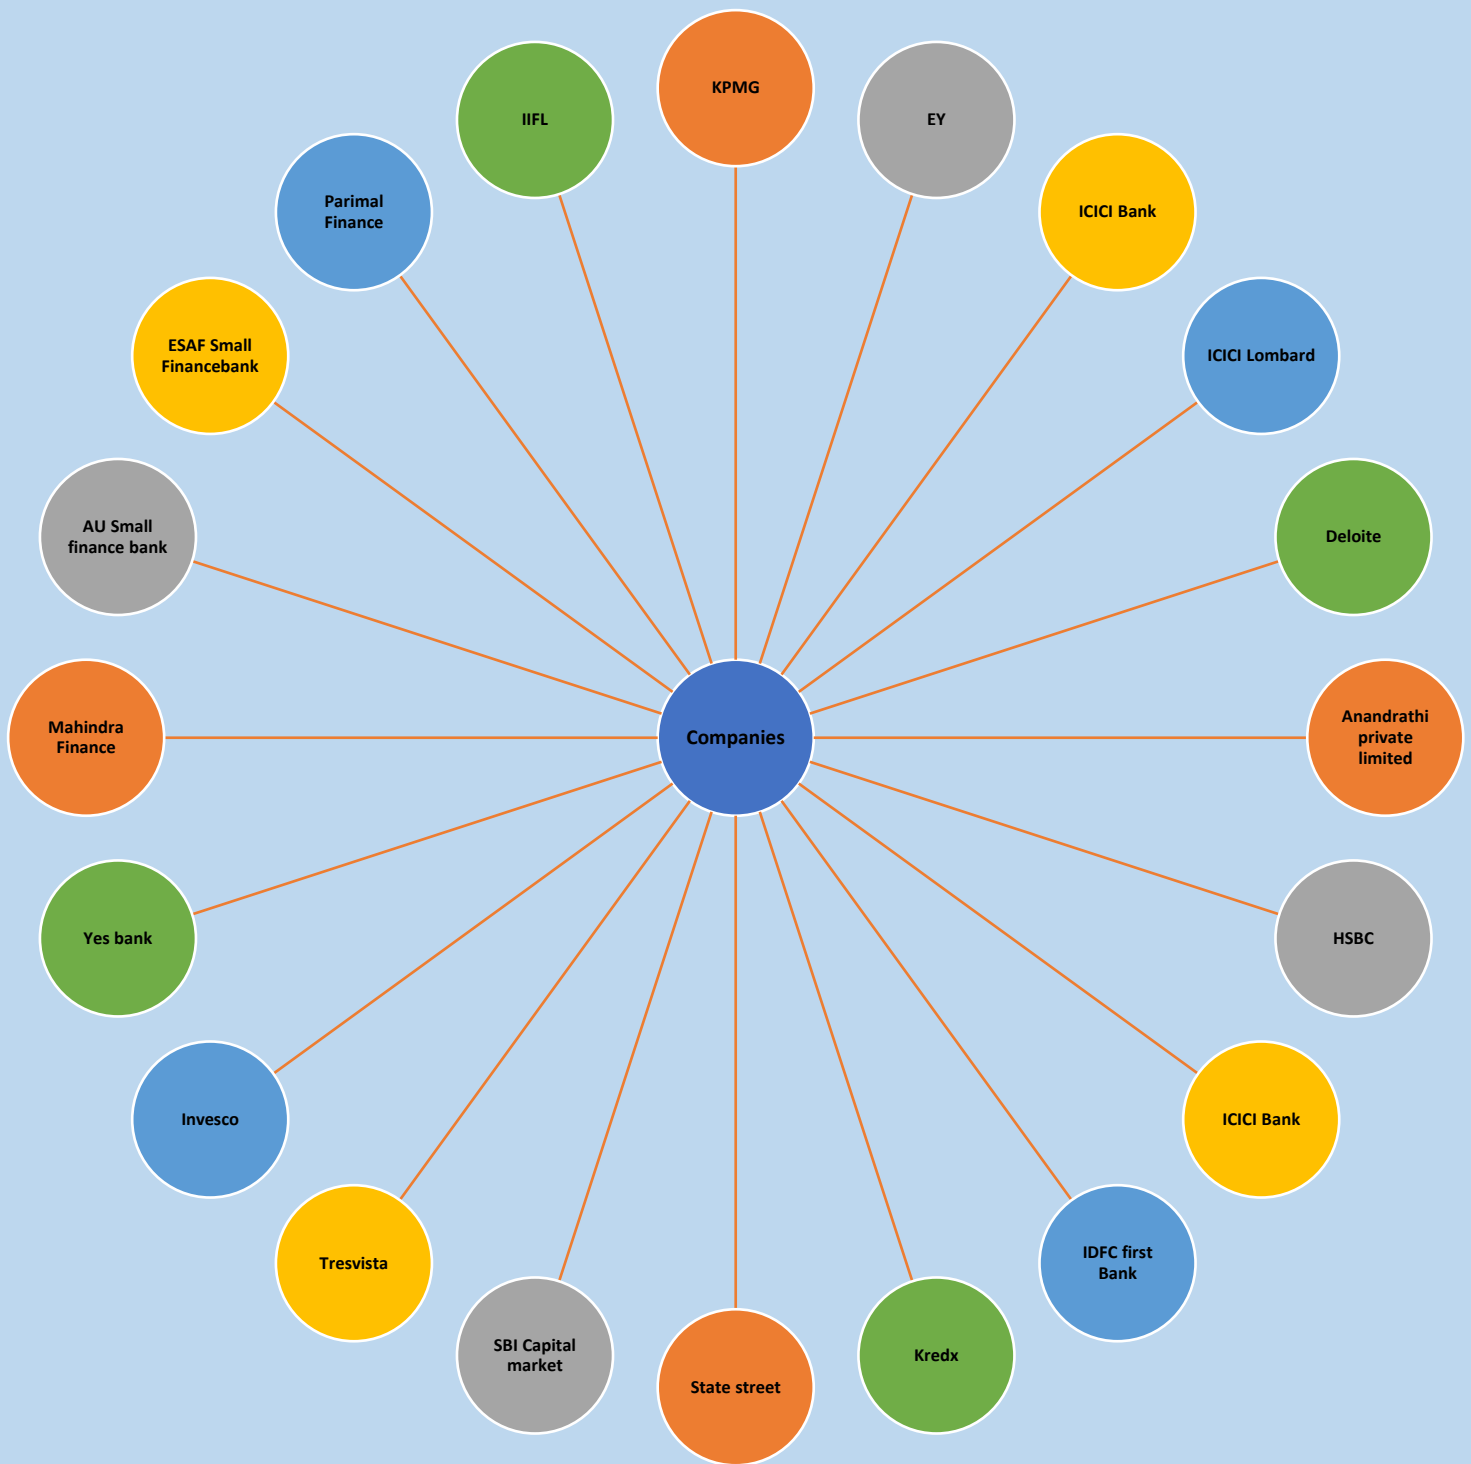 KPMG
EY
ICICI Bank
ICICI Lombard
Deloite
Anandrathi
private
limited
HSBC
ICICI Bank
IDFC first
Bank
Kredx
State street
SBI Capital
market
Tresvista
Invesco
Yes bank
Mahindra
Finance
AU Small
finance bank
ESAF Small
Financebank
Parimal
Finance
IIFL
Companies